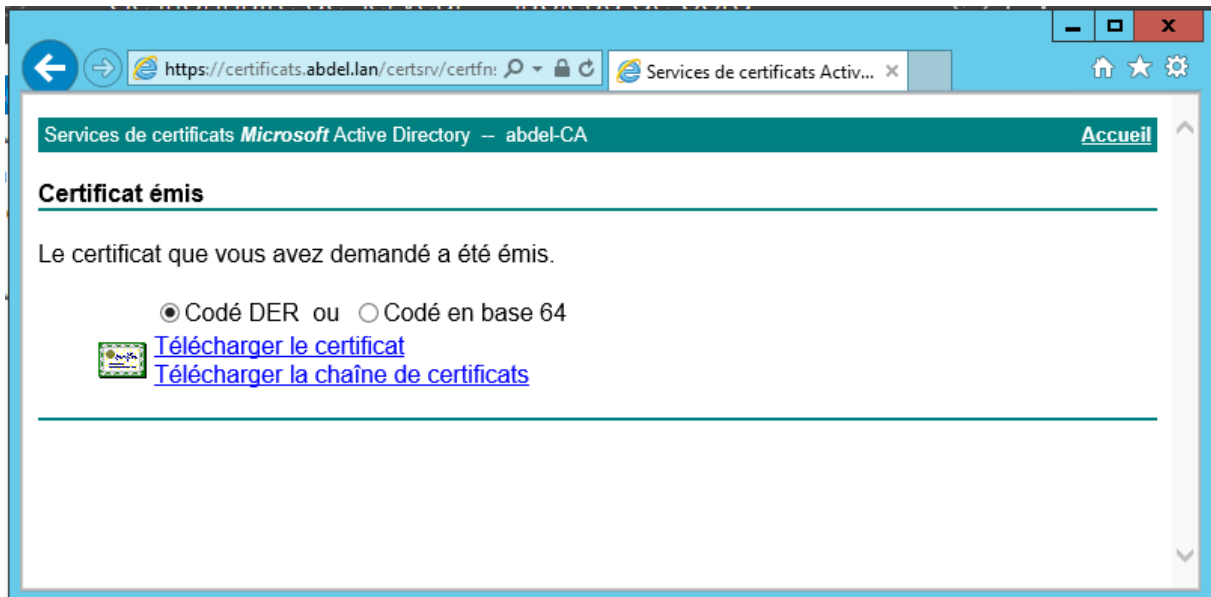 https://certificats.abdel.lan/certsrv/certfn:
Services de certificats Activ...
Services de certificats Microsoft Active Directory -- abdel-CA
Accueil
Certificat émis
Le certificat que vous avez demandé a été émis.
Codé DER ou Codé en base 64
Télécharger le certificat
Télécharger la chaîne de certificats